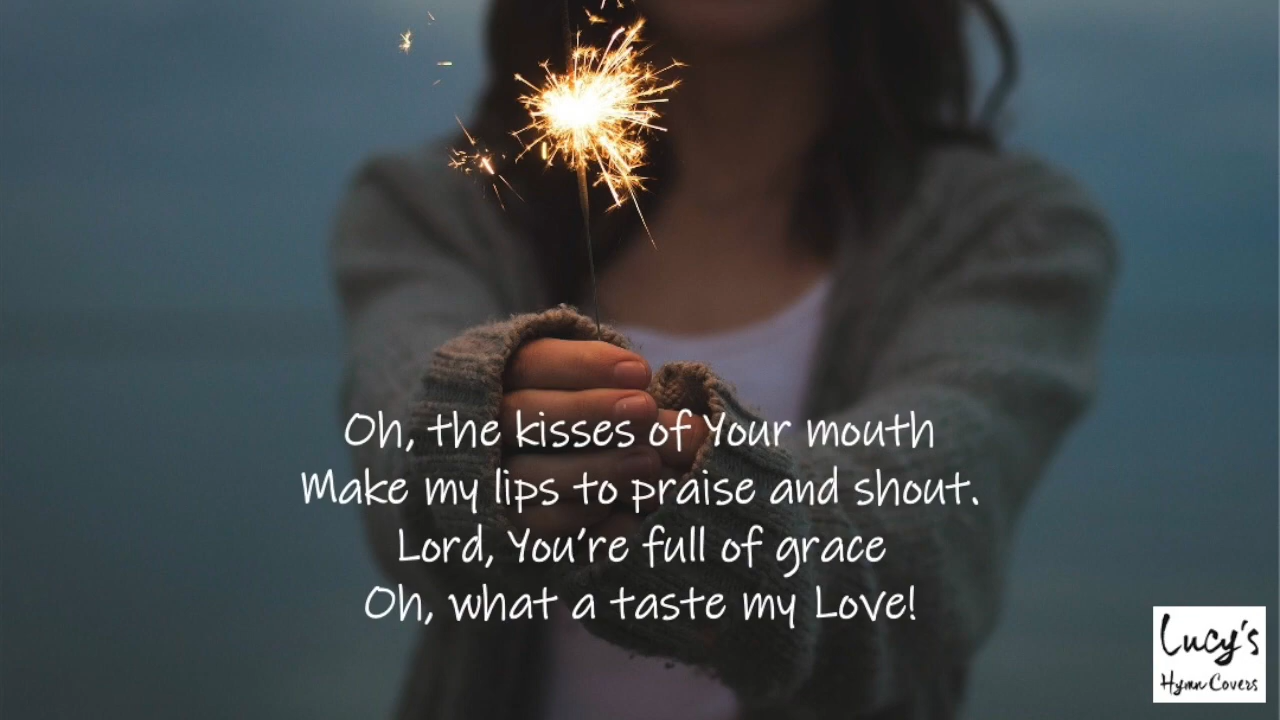 Oh, the kisses of Your mouth
Make my lips to praise and shout.
Lord, You're full of grace
Oh, what a taste my Love!
Lucy's
Hymn Covers